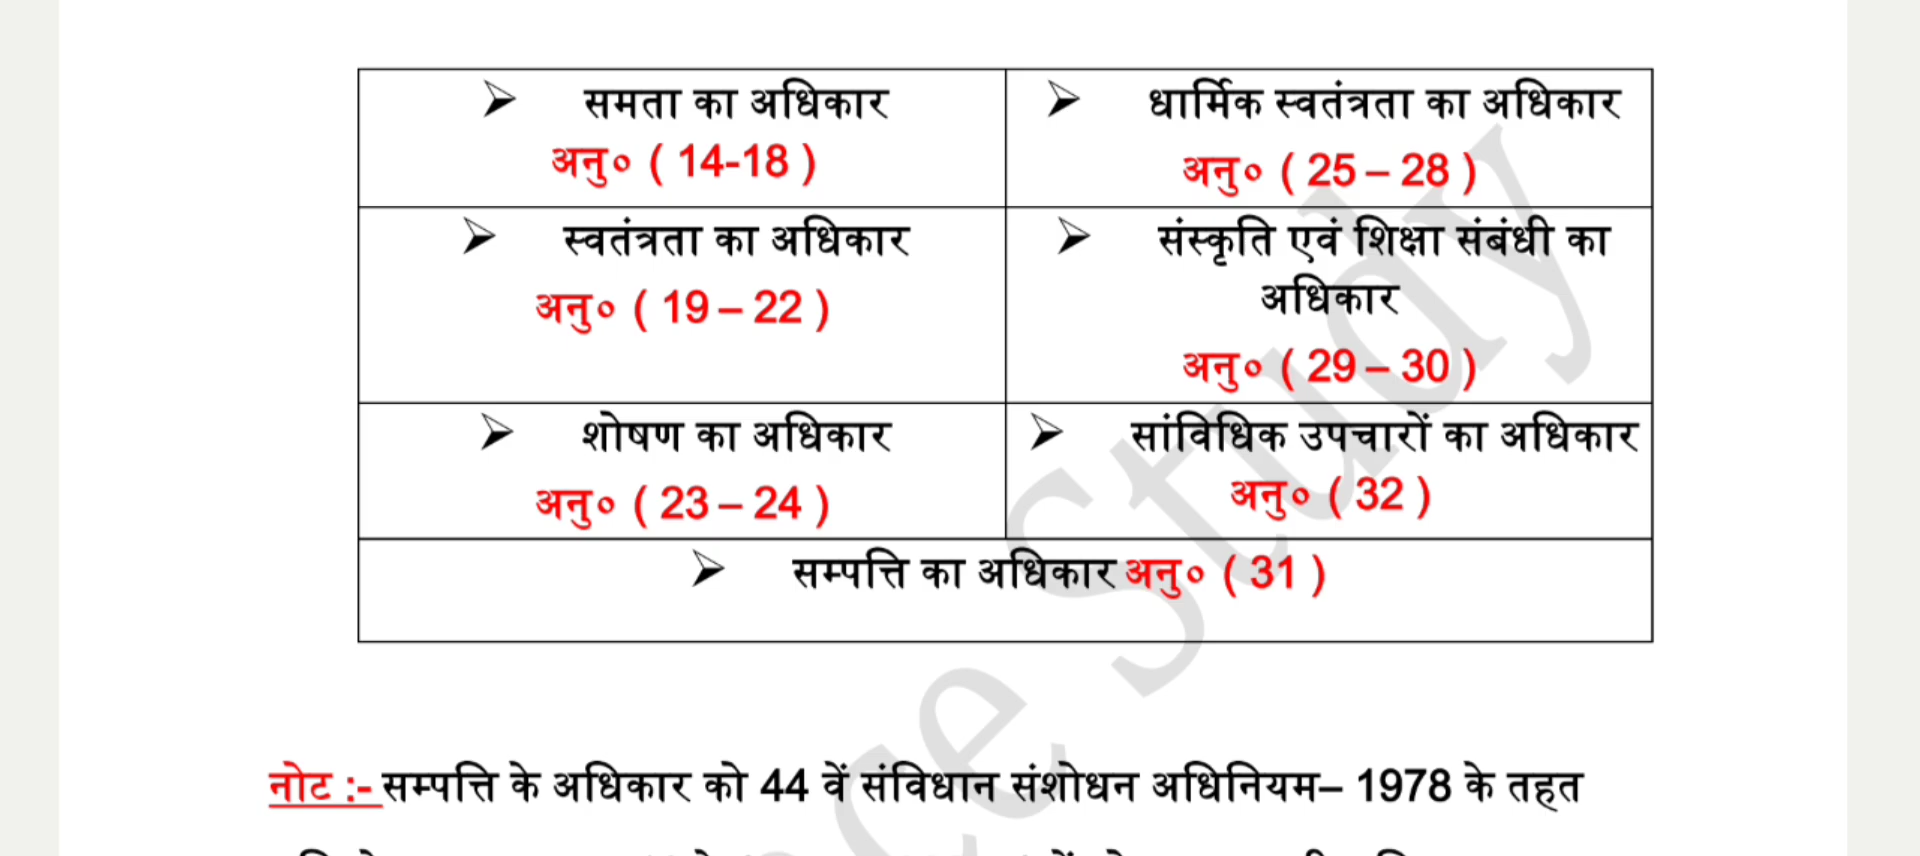 ➢ समता का अधिकार
अनु० ( 14-18 )
➢ धार्मिक स्वतंत्रता का अधिकार
अनु० ( 25 – 28 )
➢ स्वतंत्रता का अधिकार
अनु० ( 19 – 22 )
➢ संस्कृति एवं शिक्षा संबंधी का
अधिकार
अनु० ( 29 – 30 )
➢ शोषण का अधिकार
अनु० ( 23 – 24 )
➢ सांविधिक उपचारों का अधिकार
अनु० ( 32 )
➢ सम्पत्ति का अधिकार अनु० ( 31 )
नोट :- सम्पत्ति के अधिकार को 44 वें संविधान संशोधन अधिनियम– 1978 के तहत
Study